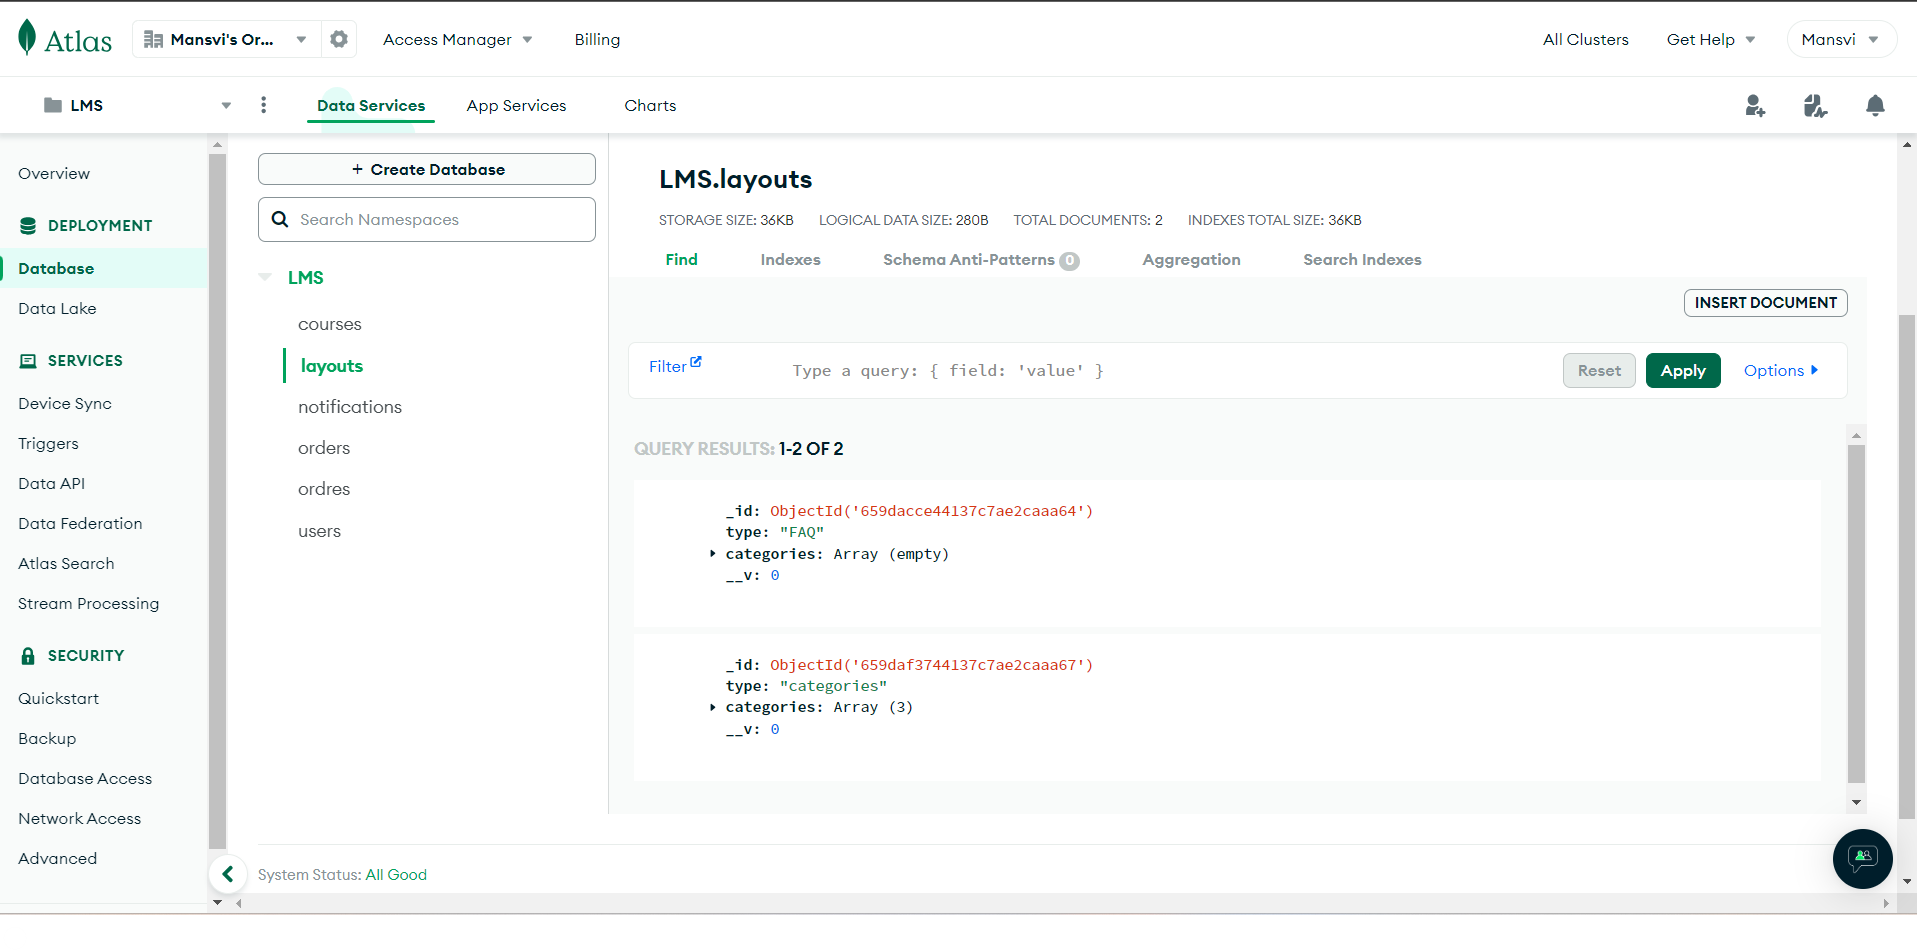 Atlas
Mansvi's Or...
Access Manager
Billing
All Clusters
Get Help
Mansvi
LMS
Data Services
App Services
Charts
Overview
DEPLOYMENT
Database
Data Lake
SERVICES
Device Sync
Triggers
Data API
Data Federation
Atlas Search
Stream Processing
SECURITY
Quickstart
Backup
Database Access
Network Access
Advanced
+ Create Database
Search Namespaces
LMS
courses
layouts
notifications
orders
ordres
users
LMS.layouts
STORAGE SIZE: 36KB LOGICAL DATA SIZE: 280B TOTAL DOCUMENTS: 2 INDEXES TOTAL SIZE: 36KB
Find Indexes Schema Anti-Patterns 0 Aggregation Search Indexes
INSERT DOCUMENT
Filter Type a query: { field: 'value' } Reset Apply Options
QUERY RESULTS: 1-2 OF 2
_id: ObjectId('659dacce44137c7ae2caaa64')
type: "FAQ"
categories: Array (empty)
__v: 0
_id: ObjectId('659daf3744137c7ae2caaa67')
type: "categories"
categories: Array (3)
__v: 0
System Status: All Good